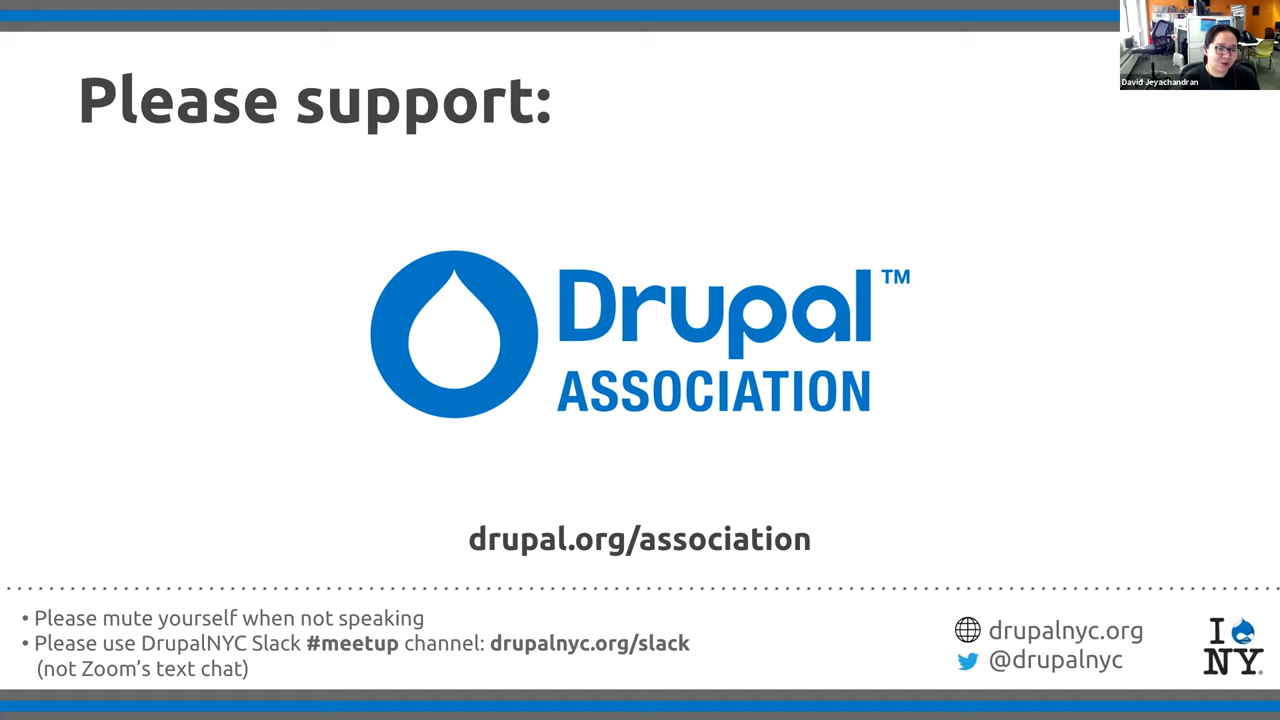 David Jeyachandran
Please support:
Drupal™
ASSOCIATION
drupal.org/association
• Please mute yourself when not speaking
• Please use DrupalNYC Slack #meetup channel: drupalnyc.org/slack
(not Zoom's text chat)
drupalnyc.org
@drupalnyc
I
NY®